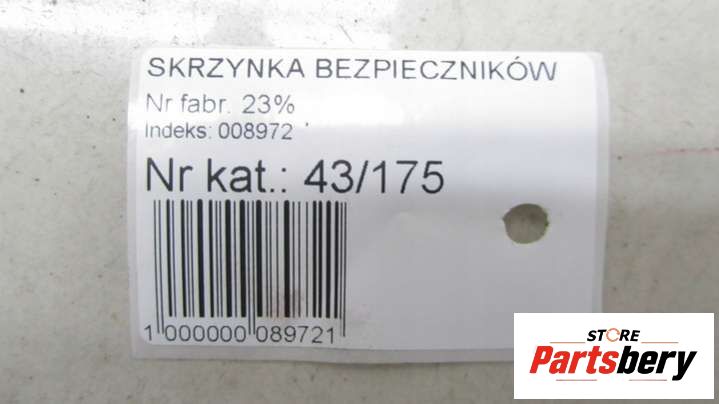 SKRZYNKA BEZPIECZNIKÓW
Nr fabr. 23%
Indeks: 008972
Nr kat.: 43/175
1 000000 089721
STORE
Partsbery